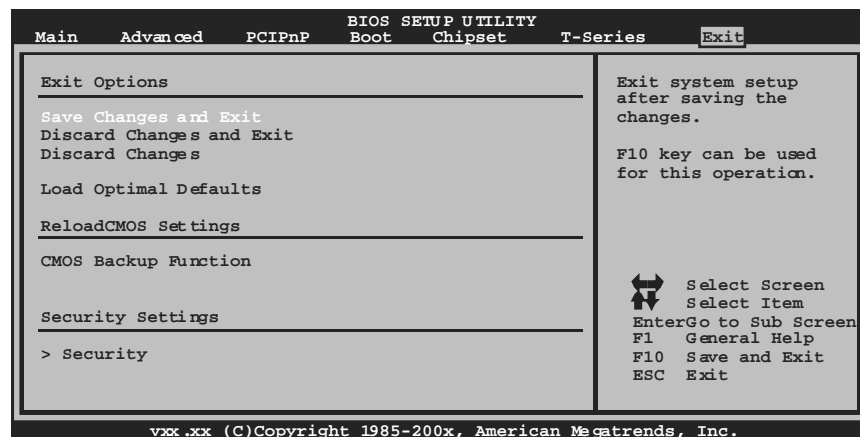 BIOS SETUP UTILITY
Main Advanced PCIPnP Boot Chipset T-Series Exit
Exit Options
Save Changes and Exit
Discard Changes and Exit
Discard Changes
Load Optimal Defaults
ReloadCMOS Settings
CMOS Backup Function
Security Settings
> Security
Exit system setup
after saving the
changes.
F10 key can be used
for this operation.
Select Screen
Select Item
EnterGo to Sub Screen
F1 General Help
F10 Save and Exit
ESC Exit
vxx.xx (C)Copyright 1985-200x, American Megatrends, Inc.